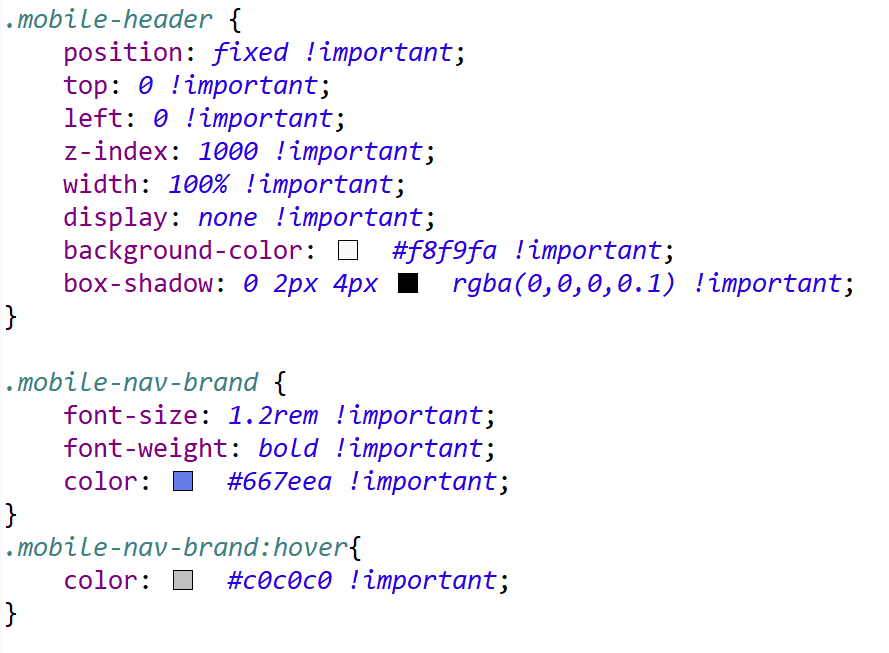 .mobile-header {
    position: fixed !important;
    top: 0 !important;
    left: 0 !important;
    z-index: 1000 !important;
    width: 100% !important;
    display: none !important;
    background-color: #f8f9fa !important;
    box-shadow: 0 2px 4px rgba(0,0,0,0.1) !important;
}

.mobile-nav-brand {
    font-size: 1.2rem !important;
    font-weight: bold !important;
    color: #667eea !important;
}
.mobile-nav-brand:hover{
    color: #c0c0c0 !important;
}